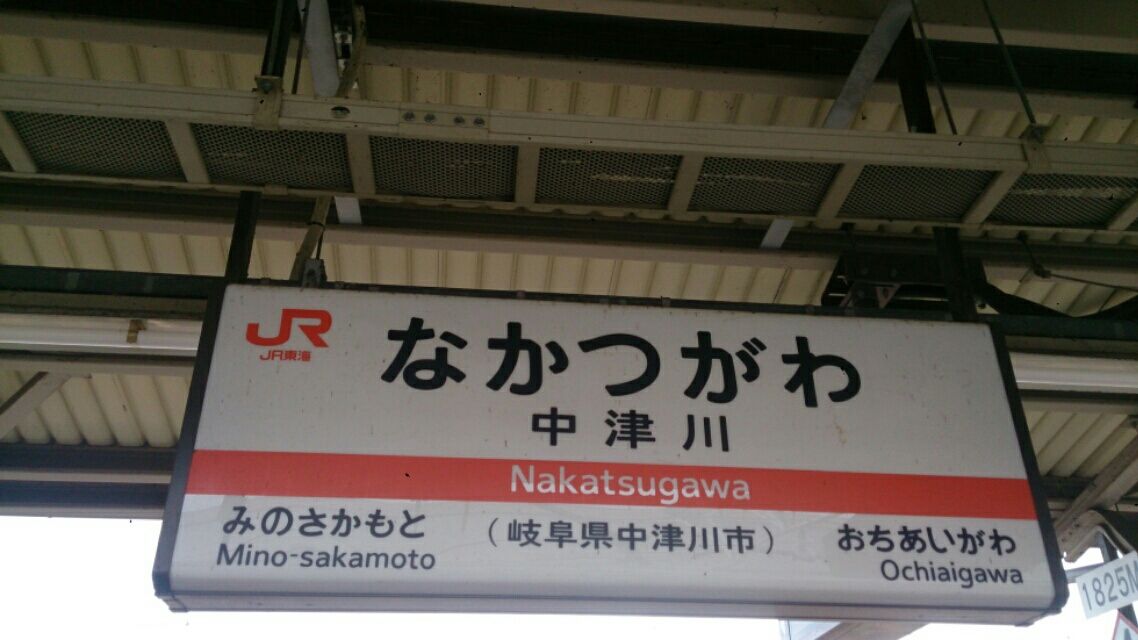 JR
JR東海
なかつがわ
中津川
Nakatsugawa
みのさかもと
Mino-sakamoto
（岐阜県中津川市）
おちあいがわ
Ochiaigawa
1825M